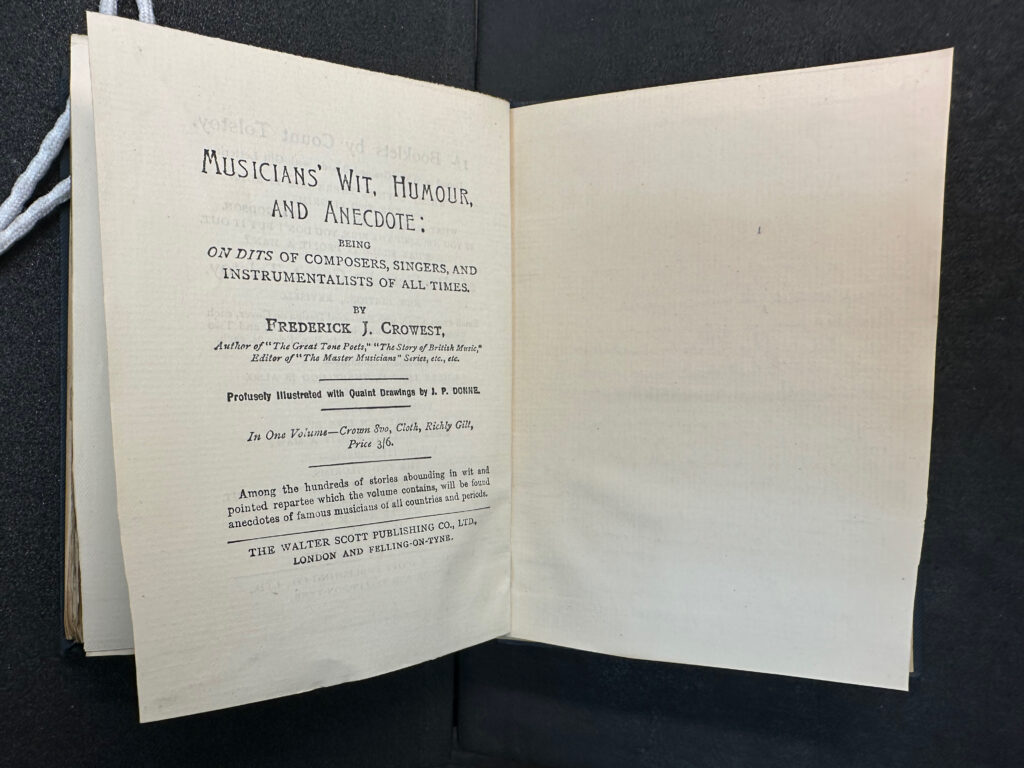 MUSICIANS' WIT, HUMOUR,
AND ANECDOTE:
BEING
ON DITS OF COMPOSERS, SINGERS, AND
INSTRUMENTALISTS OF ALL TIMES.
BY
FREDERICK J. CROWEST,
Author of "The Great Tone Poets," "The Story of British Music,"
Editor of "The Master Musicians" Series, etc., etc.
Profusely Illustrated with Quaint Drawings by J. P. DONNE.
In One Volume—Crown 8vo, Cloth, Richly Gilt,
Price 3/6.
Among the hundreds of stories abounding in wit and
pointed repartee which the volume contains, will be found
anecdotes of famous musicians of all countries and periods.
THE WALTER SCOTT PUBLISHING CO., LTD.,
LONDON AND FELLING-ON-TYNE.